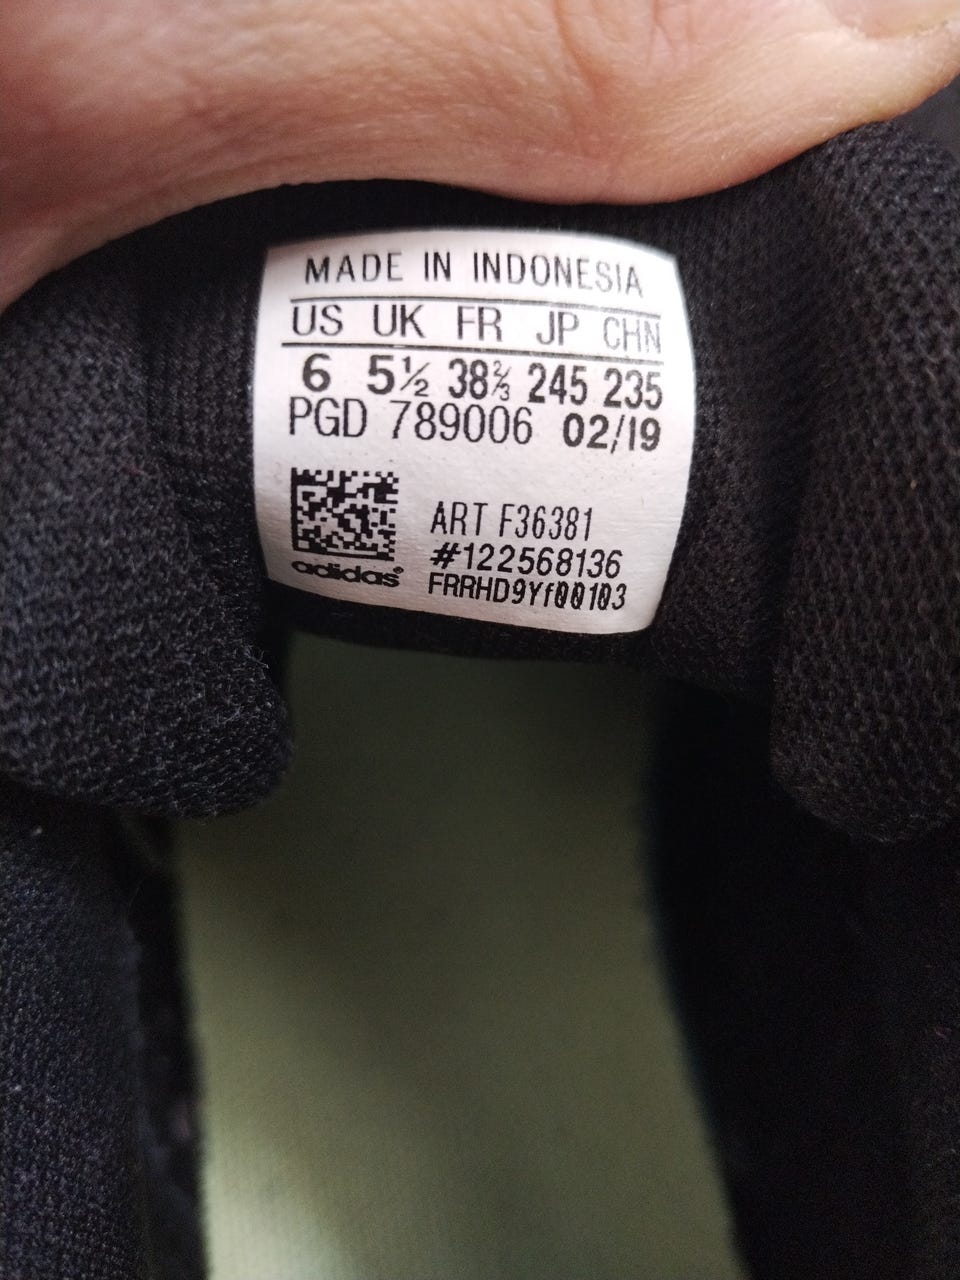 MADE IN INDONESIA
US UK FR JP CHN
6 5½ 38⅔ 245 235
PGD 789006 02/19
ART F36381
#122568136
adidas®
FRRHD9Yf00103